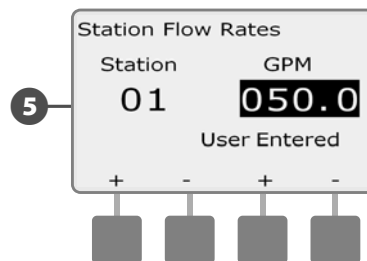 Station Flow Rates
Station GPM
5 01 050.0
User Entered
+ - + -